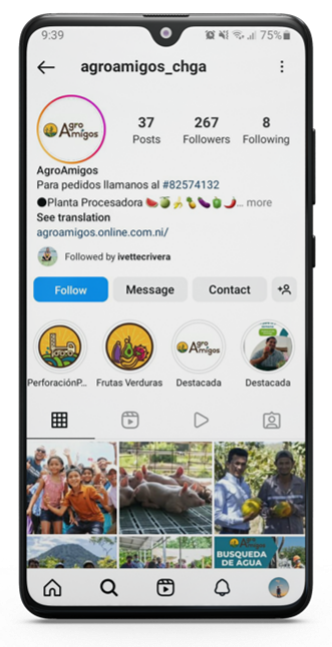 9:39
75%
agroamigos_chga
Agro
Amigos
37
267
8
Posts
Followers
Following
AgroAmigos
Para pedidos llamanos al #82574132
Planta Procesadora ... more
See translation
agroamigos.online.com.ni/
Followed by ivettecrivera
Follow
Message
Contact
Agro
Amigos
PerforaciónP...
Frutas Verduras
Destacada
Destacada
BUSQUEDA
DE AGUA